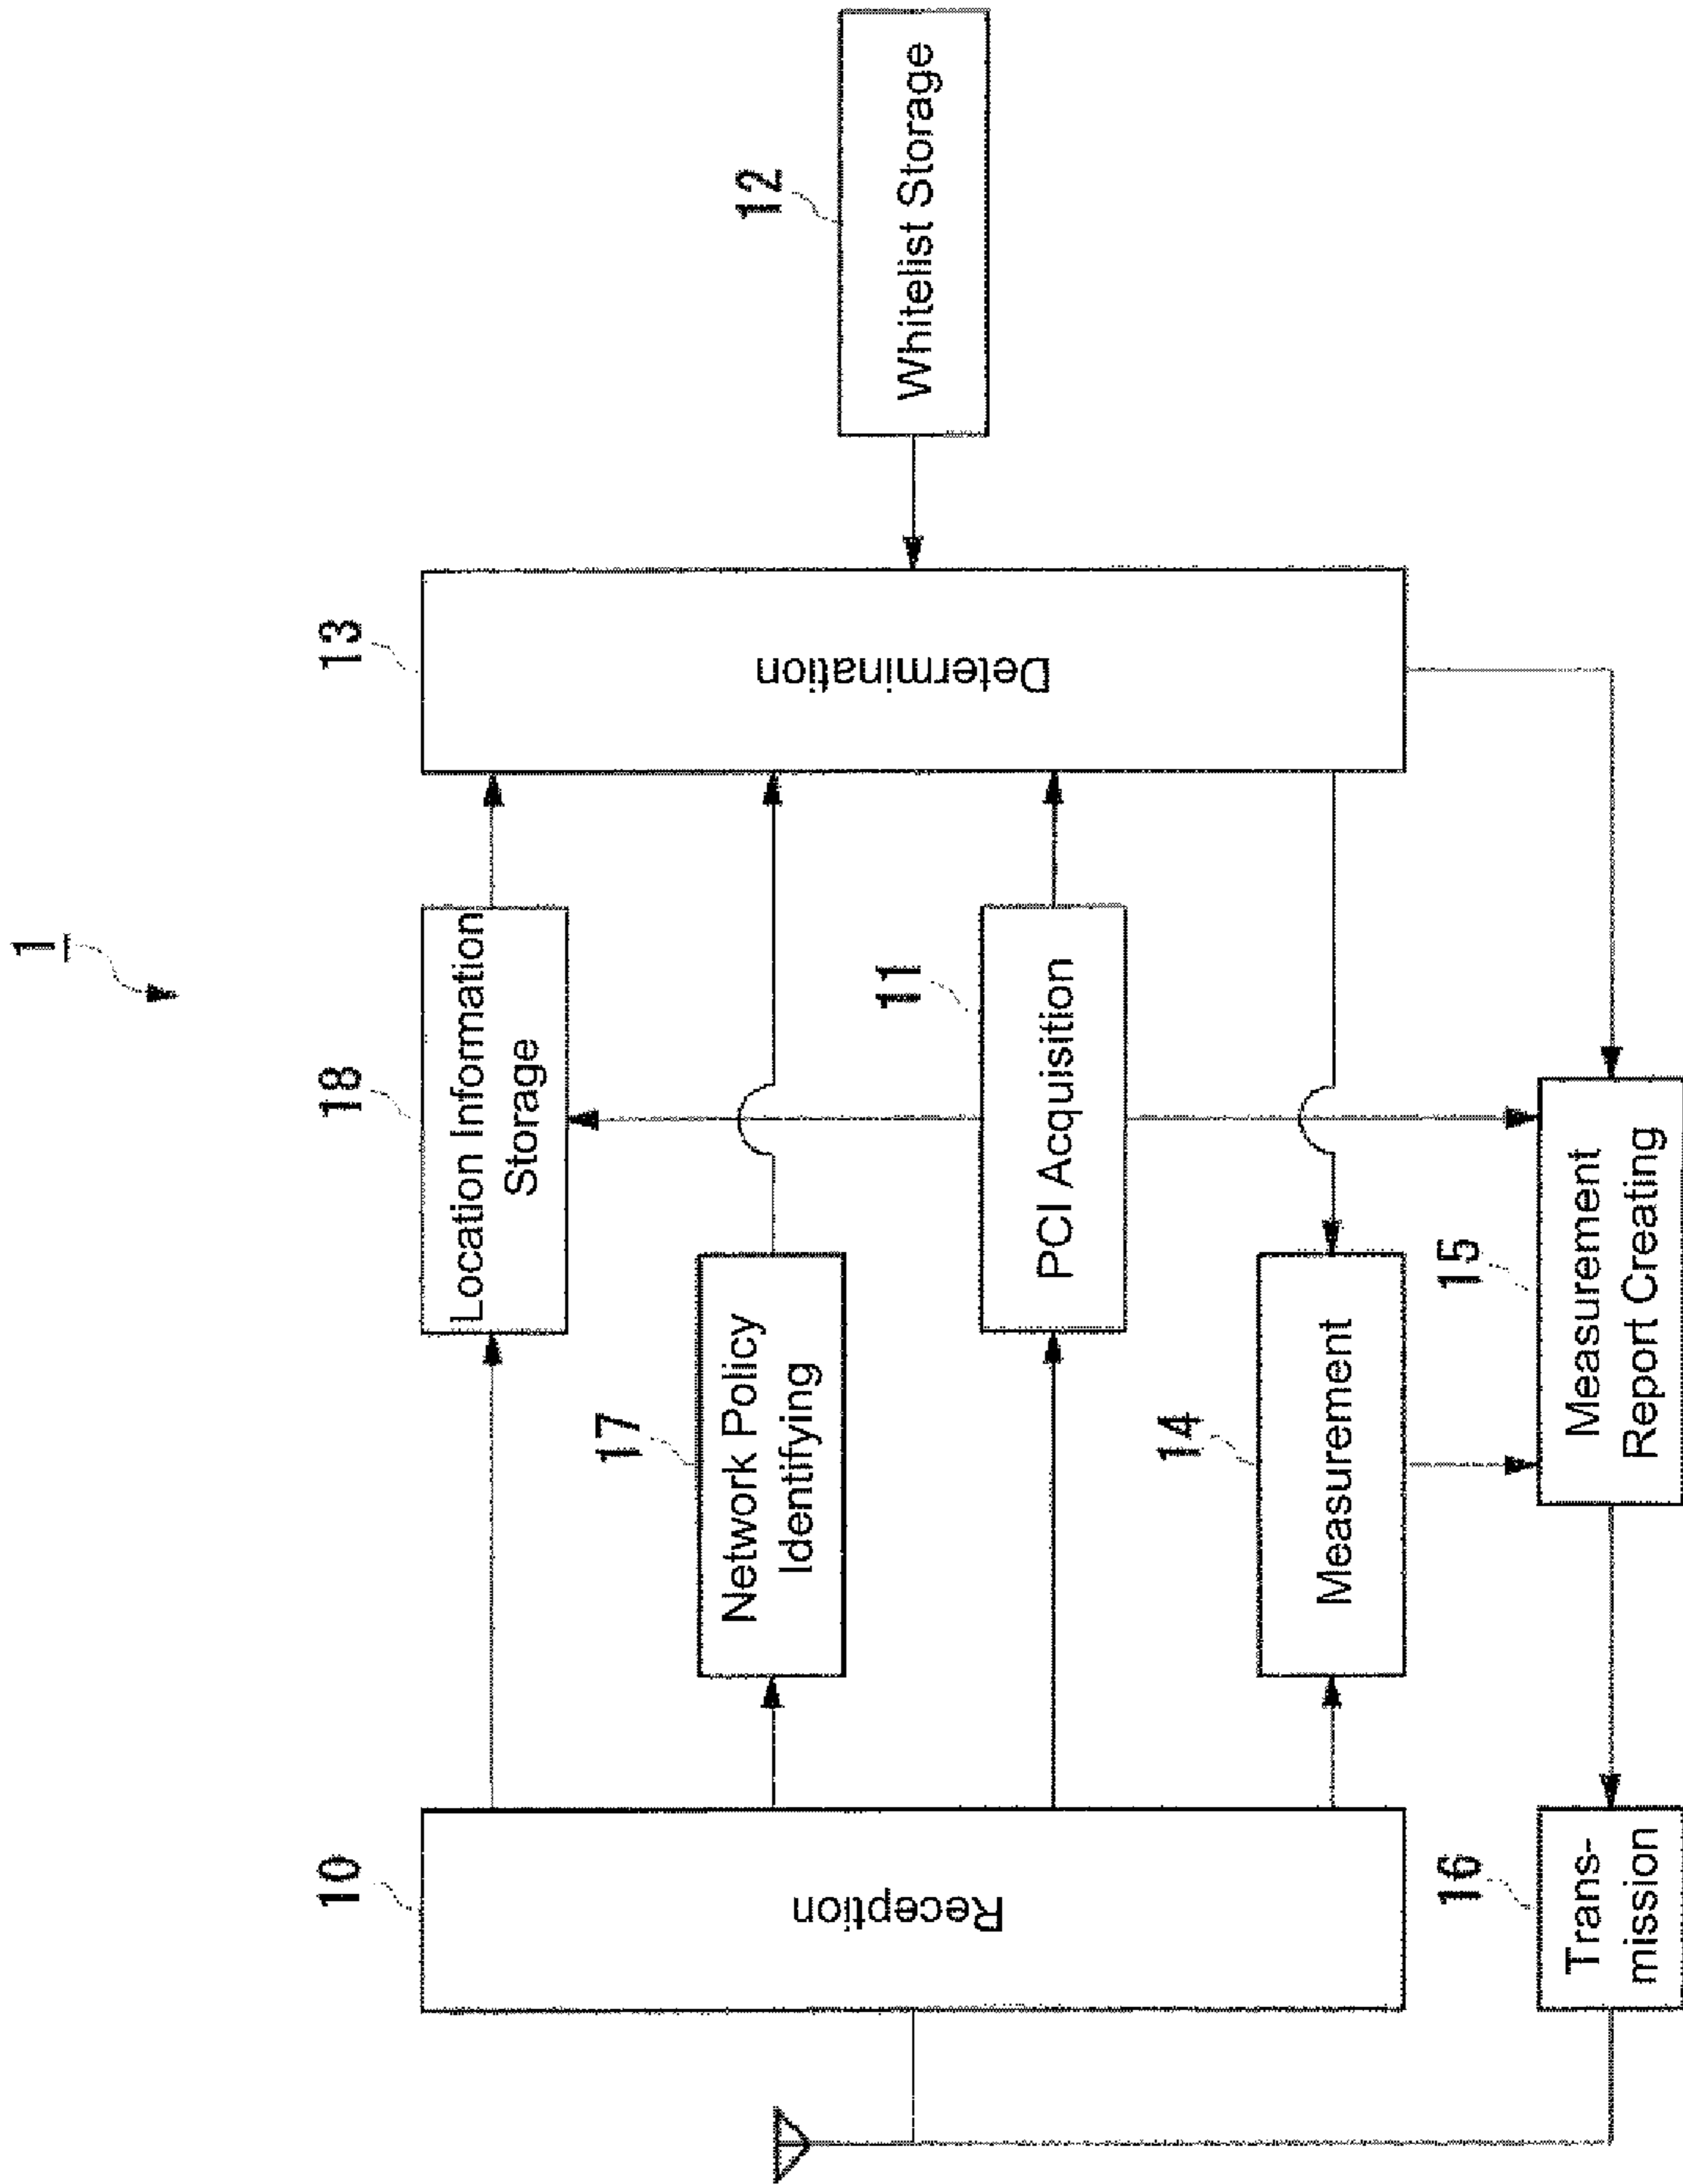 1
18
Location Information
Storage
10
Reception
17
Network Policy
Identifying
11
PCI Acquisition
13
Determination
12
Whitelist Storage
14
Measurement
16
Trans-
mission
15
Measurement
Report Creating